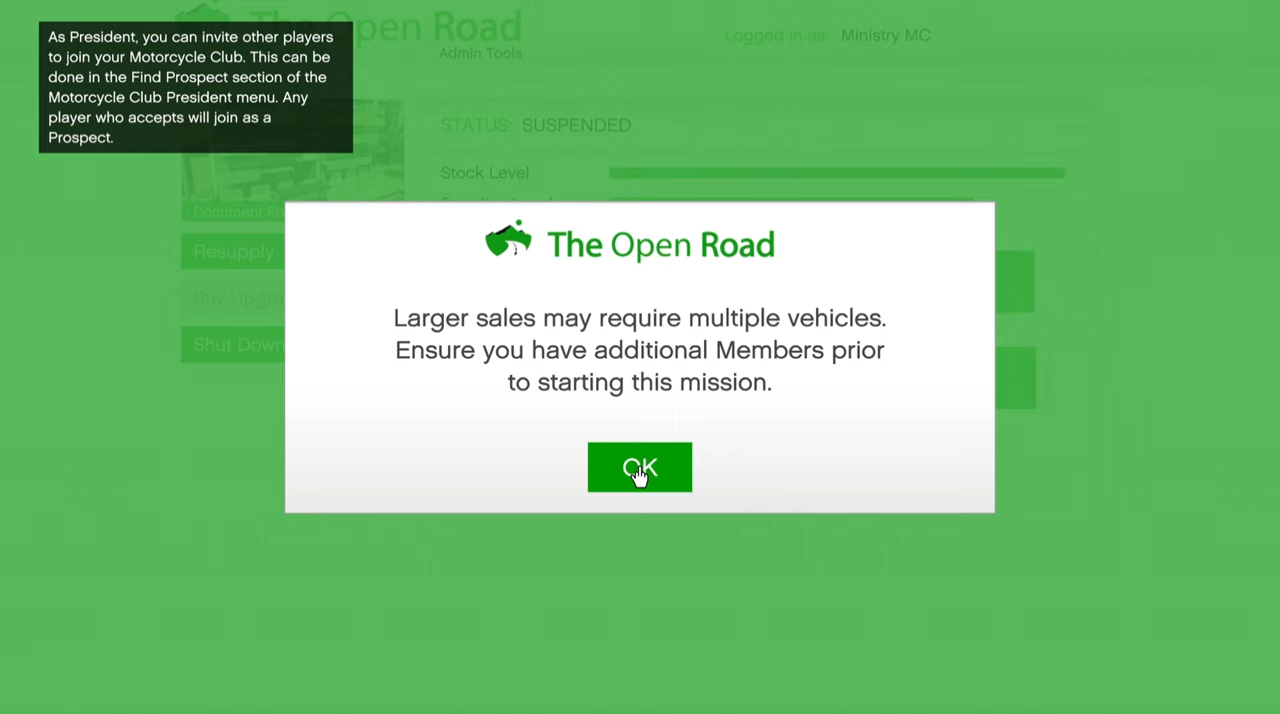 The Open Road
Admin Tools
Logged in as: Ministry MC
As President, you can invite other players
to join your Motorcycle Club. This can be
done in the Find Prospect section of the
Motorcycle Club President menu. Any
player who accepts will join as a
Prospect.
STATUS: SUSPENDED
Stock Level
Document Fo
Resupply
Buy Upgra
Shut Down
The Open Road
Larger sales may require multiple vehicles.
Ensure you have additional Members prior
to starting this mission.
OK